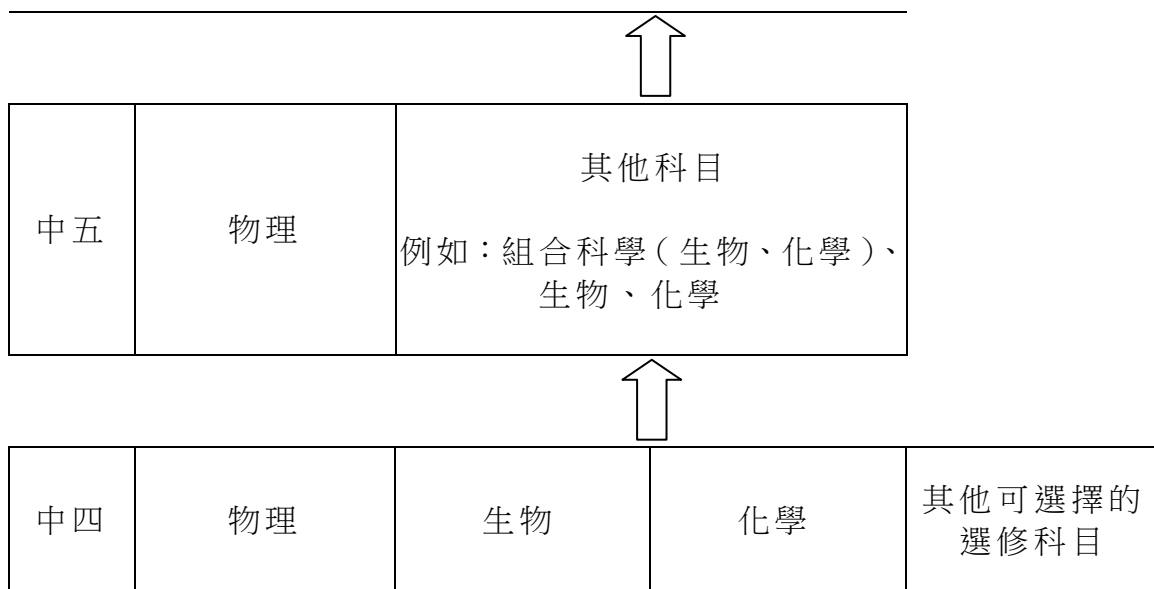 其他科目
中五
物理
例如：組合科學（生物、化學）、
生物、化學
中四
物理
生物
化學
其他可選擇的
選修科目